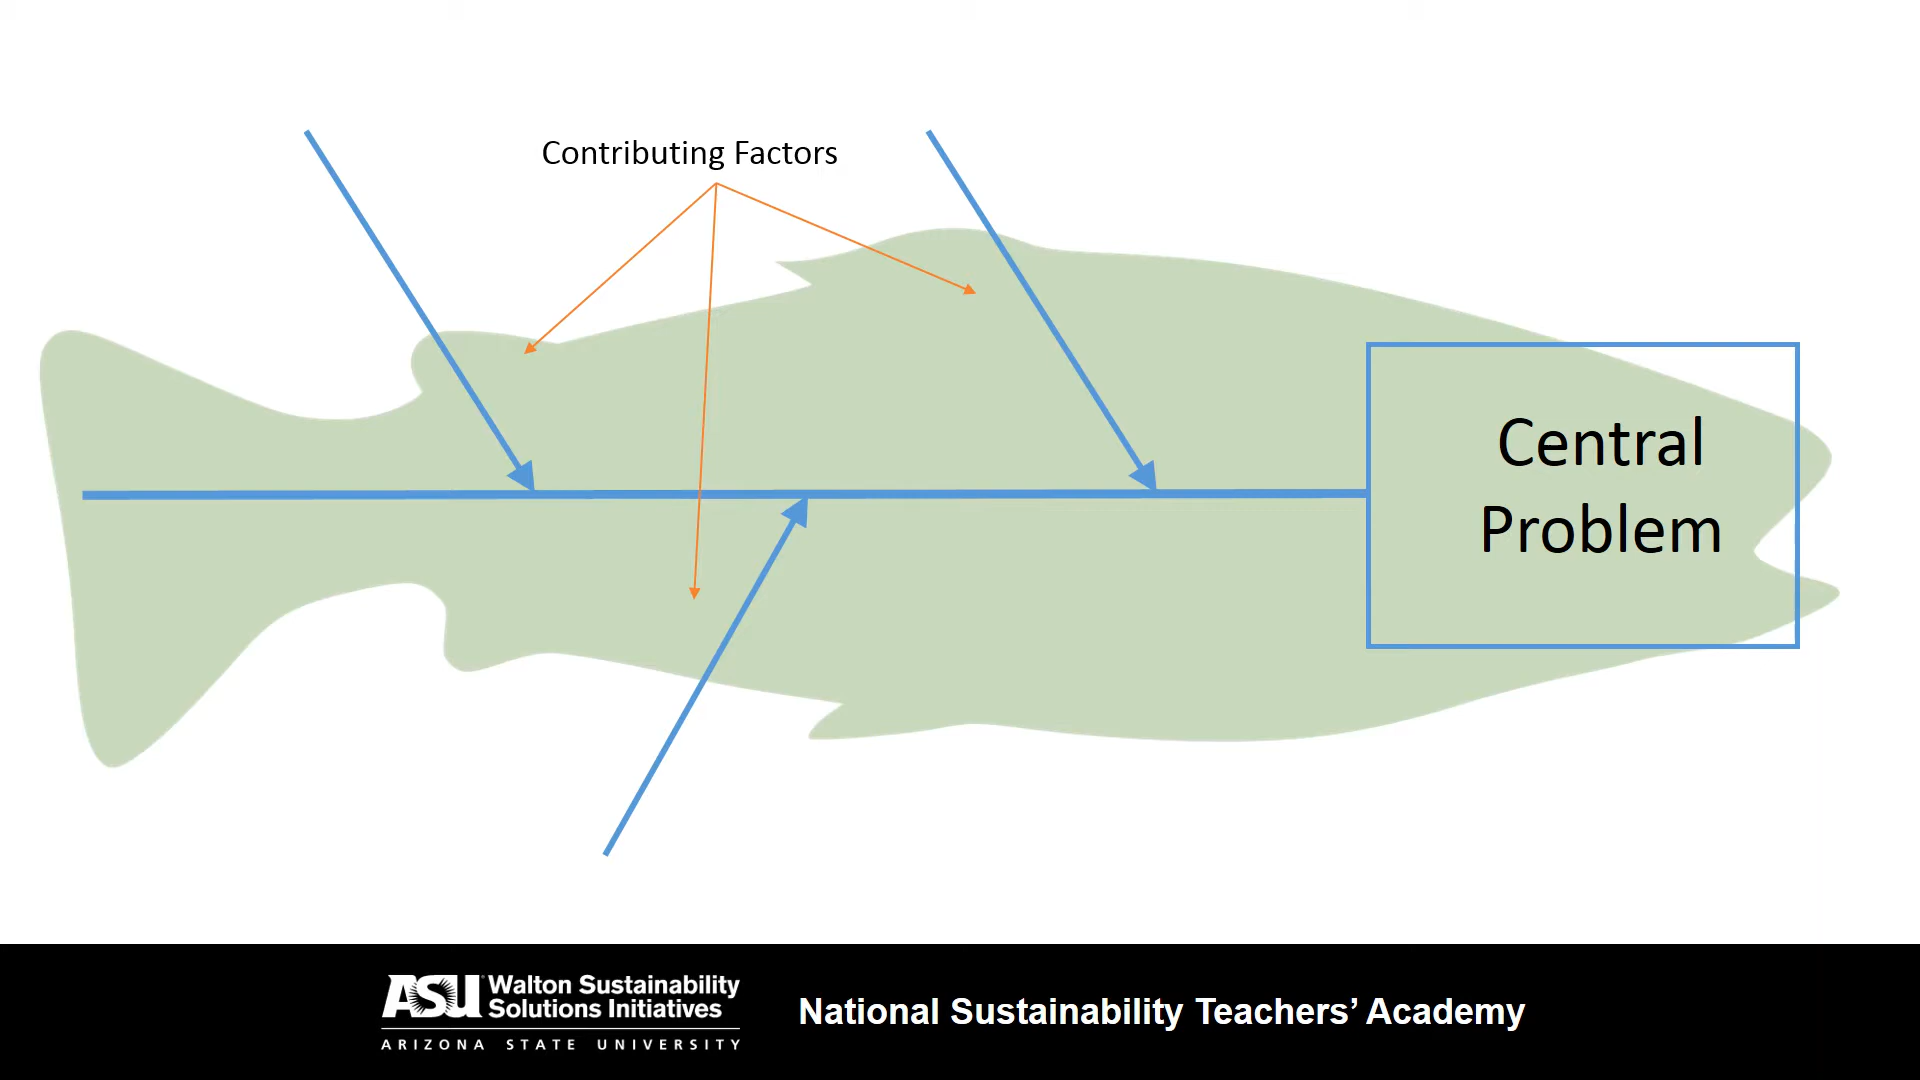 Contributing Factors
Central
Problem
ASU Walton Sustainability
Solutions Initiatives
ARIZONA STATE UNIVERSITY
National Sustainability Teachers’ Academy